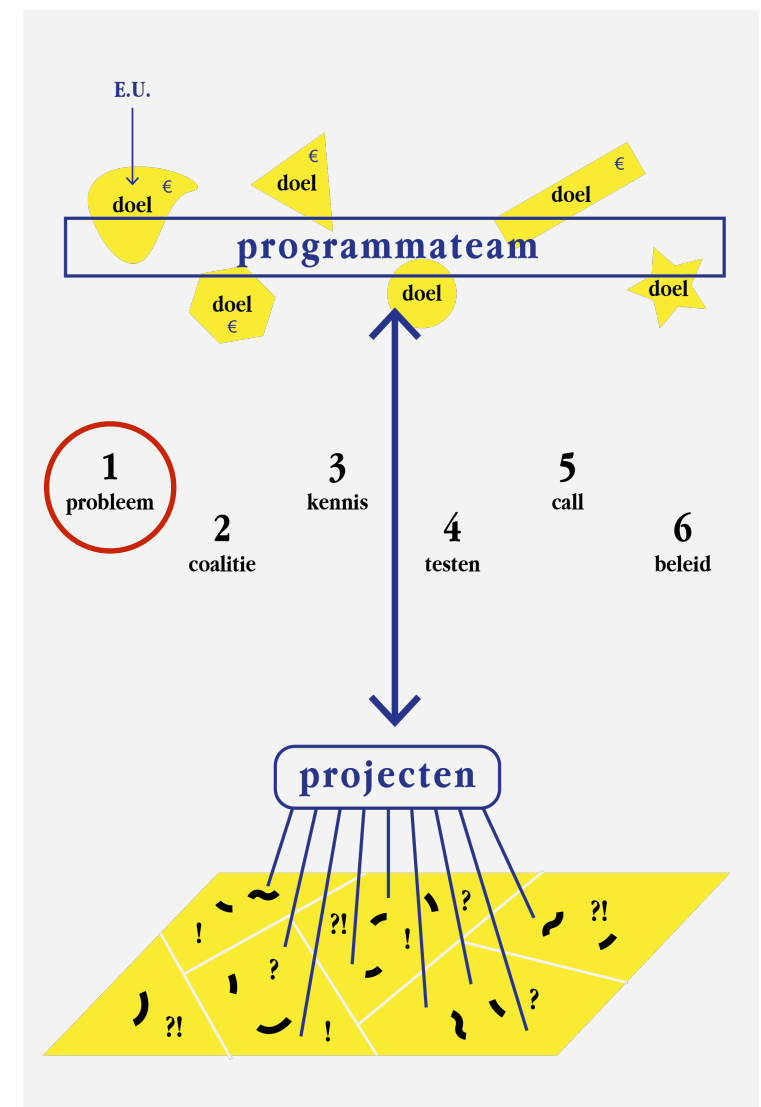 E.U.
€
doel
€
doel
€
doel
programmateam
doel
€
doel
doel
1
probleem
2
coalitie
3
kennis
4
testen
5
call
6
beleid
projecten
!
?!
?
?!
!
?
?!
?
!